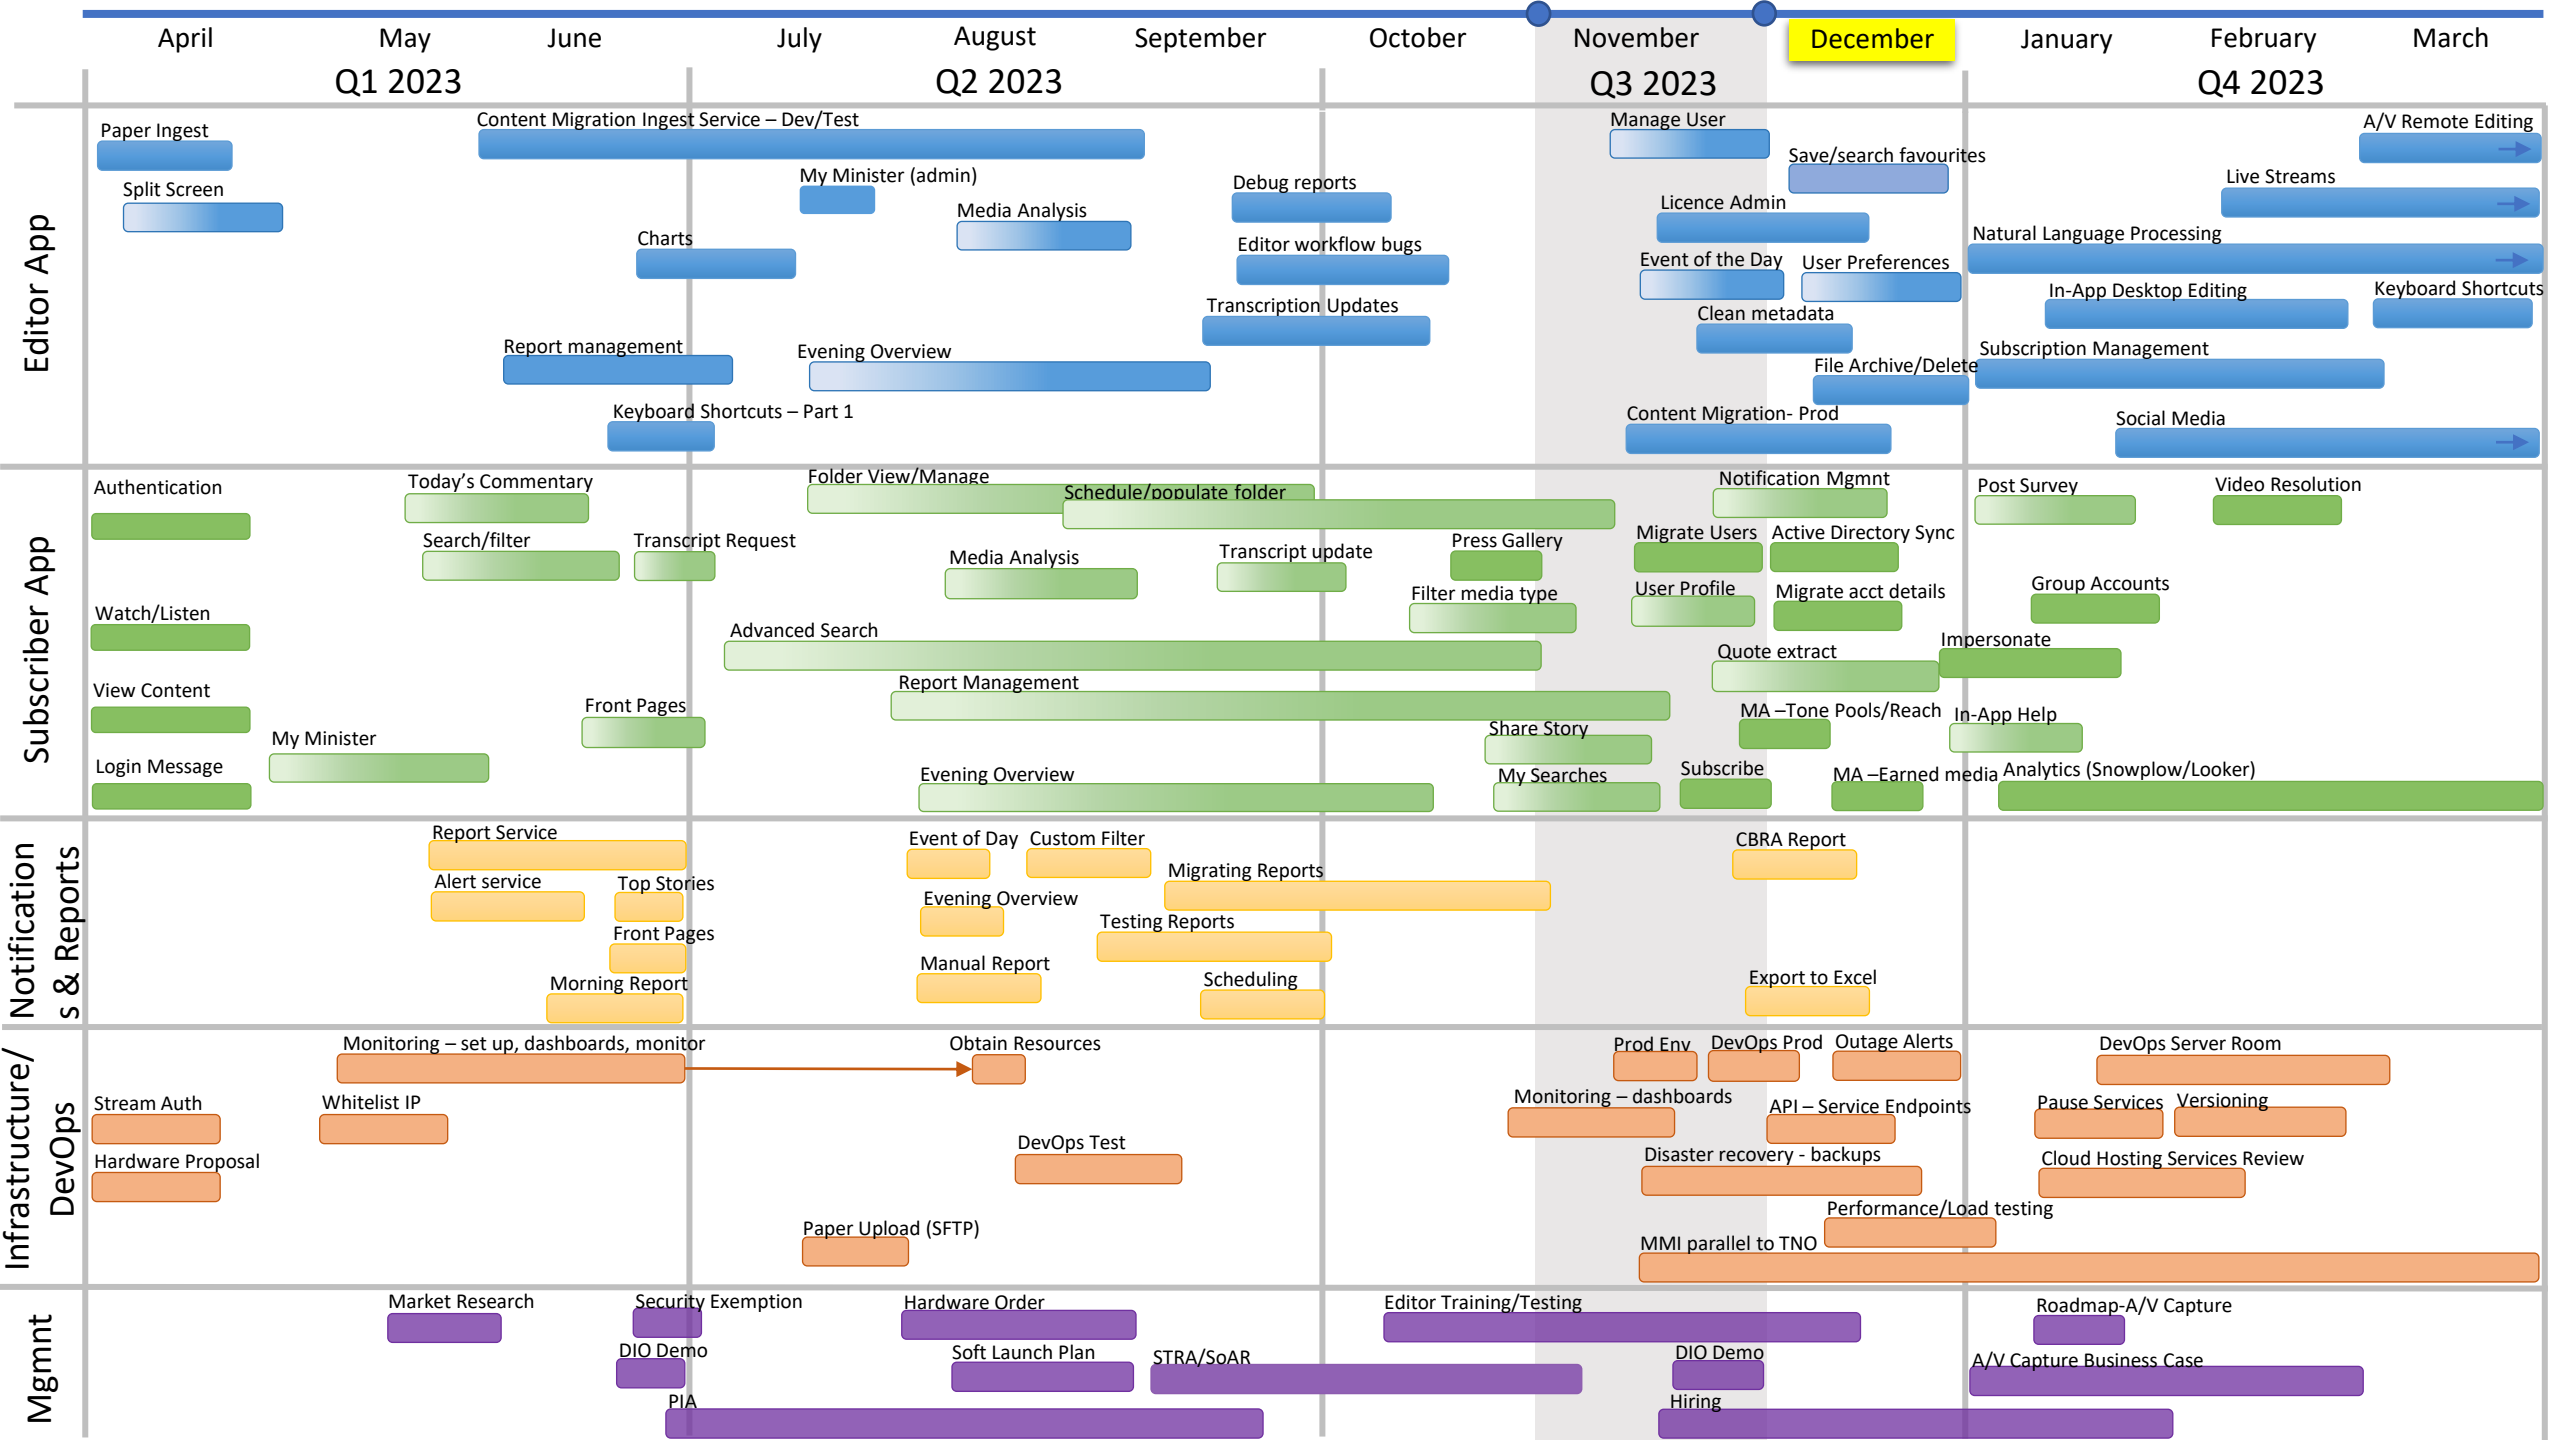 April May June July August September October November December January February March
Q1 2023 Q2 2023 Q3 2023 Q4 2023
Editor App
Paper Ingest
Split Screen
Content Migration Ingest Service – Dev/Test
My Minister (admin)
Media Analysis
Charts
Report management
Evening Overview
Keyboard Shortcuts – Part 1
Debug reports
Editor workflow bugs
Transcription Updates
Manage User
Save/search favourites
Licence Admin
Event of the Day
User Preferences
Clean metadata
File Archive/Delete
Content Migration- Prod
A/V Remote Editing
Live Streams
Natural Language Processing
In-App Desktop Editing
Keyboard Shortcuts
Subscription Management
Social Media
Subscriber App
Authentication
Watch/Listen
View Content
Login Message
Today's Commentary
Search/filter
Transcript Request
Front Pages
My Minister
Folder View/Manage
Schedule/populate folder
Media Analysis
Transcript update
Press Gallery
Filter media type
Advanced Search
Report Management
Share Story
Evening Overview
My Searches
Notification Mgmnt
Migrate Users
Active Directory Sync
User Profile
Migrate acct details
Quote extract
Impersonate
MA –Tone Pools/Reach
In-App Help
Subscribe
MA –Earned media
Analytics (Snowplow/Looker)
Post Survey
Video Resolution
Group Accounts
Notification
s & Reports
Report Service
Alert service
Top Stories
Front Pages
Morning Report
Event of Day
Custom Filter
Migrating Reports
Evening Overview
Testing Reports
Manual Report
Scheduling
CBRA Report
Export to Excel
Infrastructure/
DevOps
Monitoring – set up, dashboards, monitor
Obtain Resources
Stream Auth
Whitelist IP
Hardware Proposal
DevOps Test
Paper Upload (SFTP)
Prod Env
DevOps Prod
Outage Alerts
Monitoring – dashboards
API – Service Endpoints
Disaster recovery - backups
Performance/Load testing
MMI parallel to TNO
DevOps Server Room
Pause Services
Versioning
Cloud Hosting Services Review
Mgmnt
Market Research
Security Exemption
DIO Demo
PIA
Hardware Order
Soft Launch Plan
STRA/SoAR
Editor Training/Testing
DIO Demo
Hiring
Roadmap-A/V Capture
A/V Capture Business Case